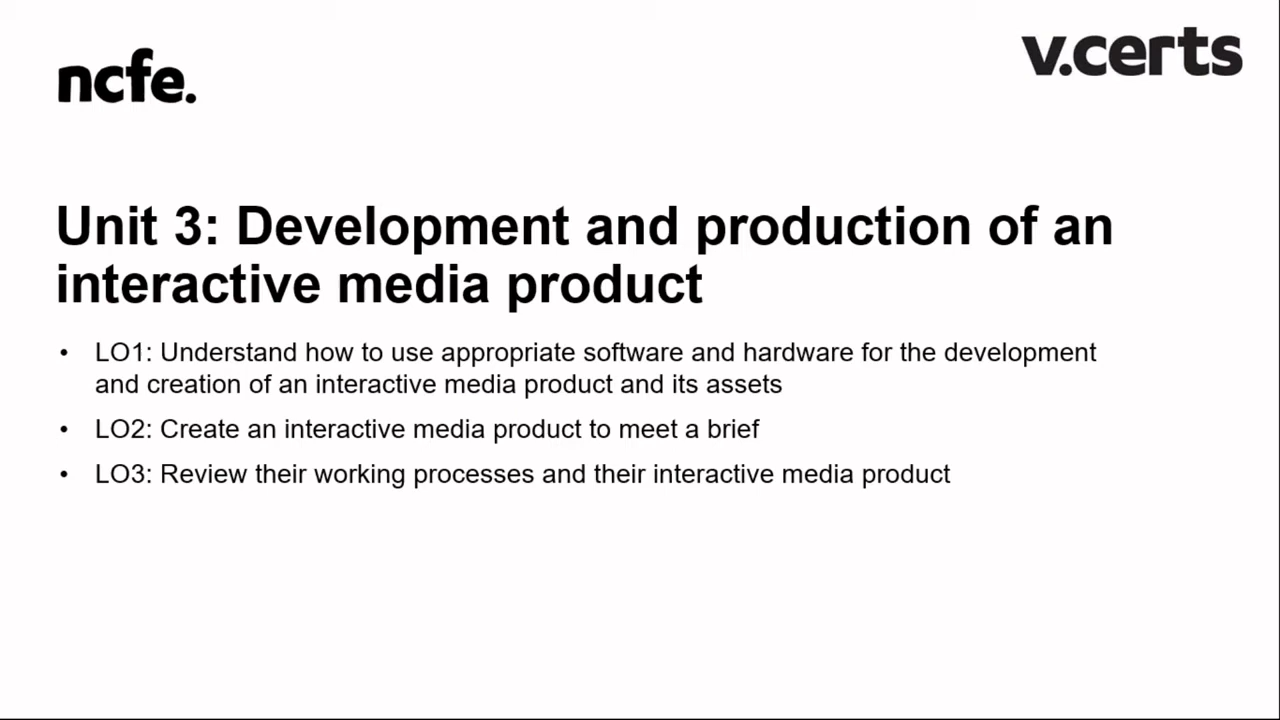 ncfe.
v.certs
Unit 3: Development and production of an
interactive media product
• LO1: Understand how to use appropriate software and hardware for the development
and creation of an interactive media product and its assets
• LO2: Create an interactive media product to meet a brief
• LO3: Review their working processes and their interactive media product